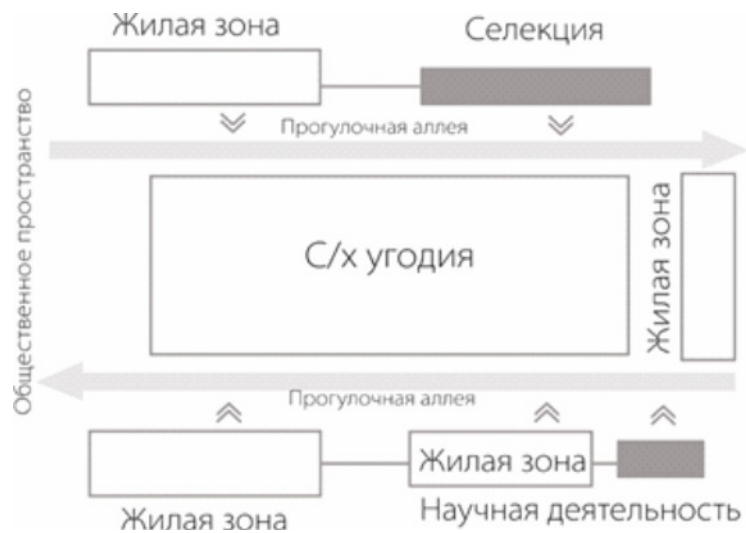 Жилая зона
Селекция
Прогулочная аллея
Общественное пространство
С/х угодия
Жилая зона
Прогулочная аллея
Жилая зона
Научная деятельность
Жилая зона